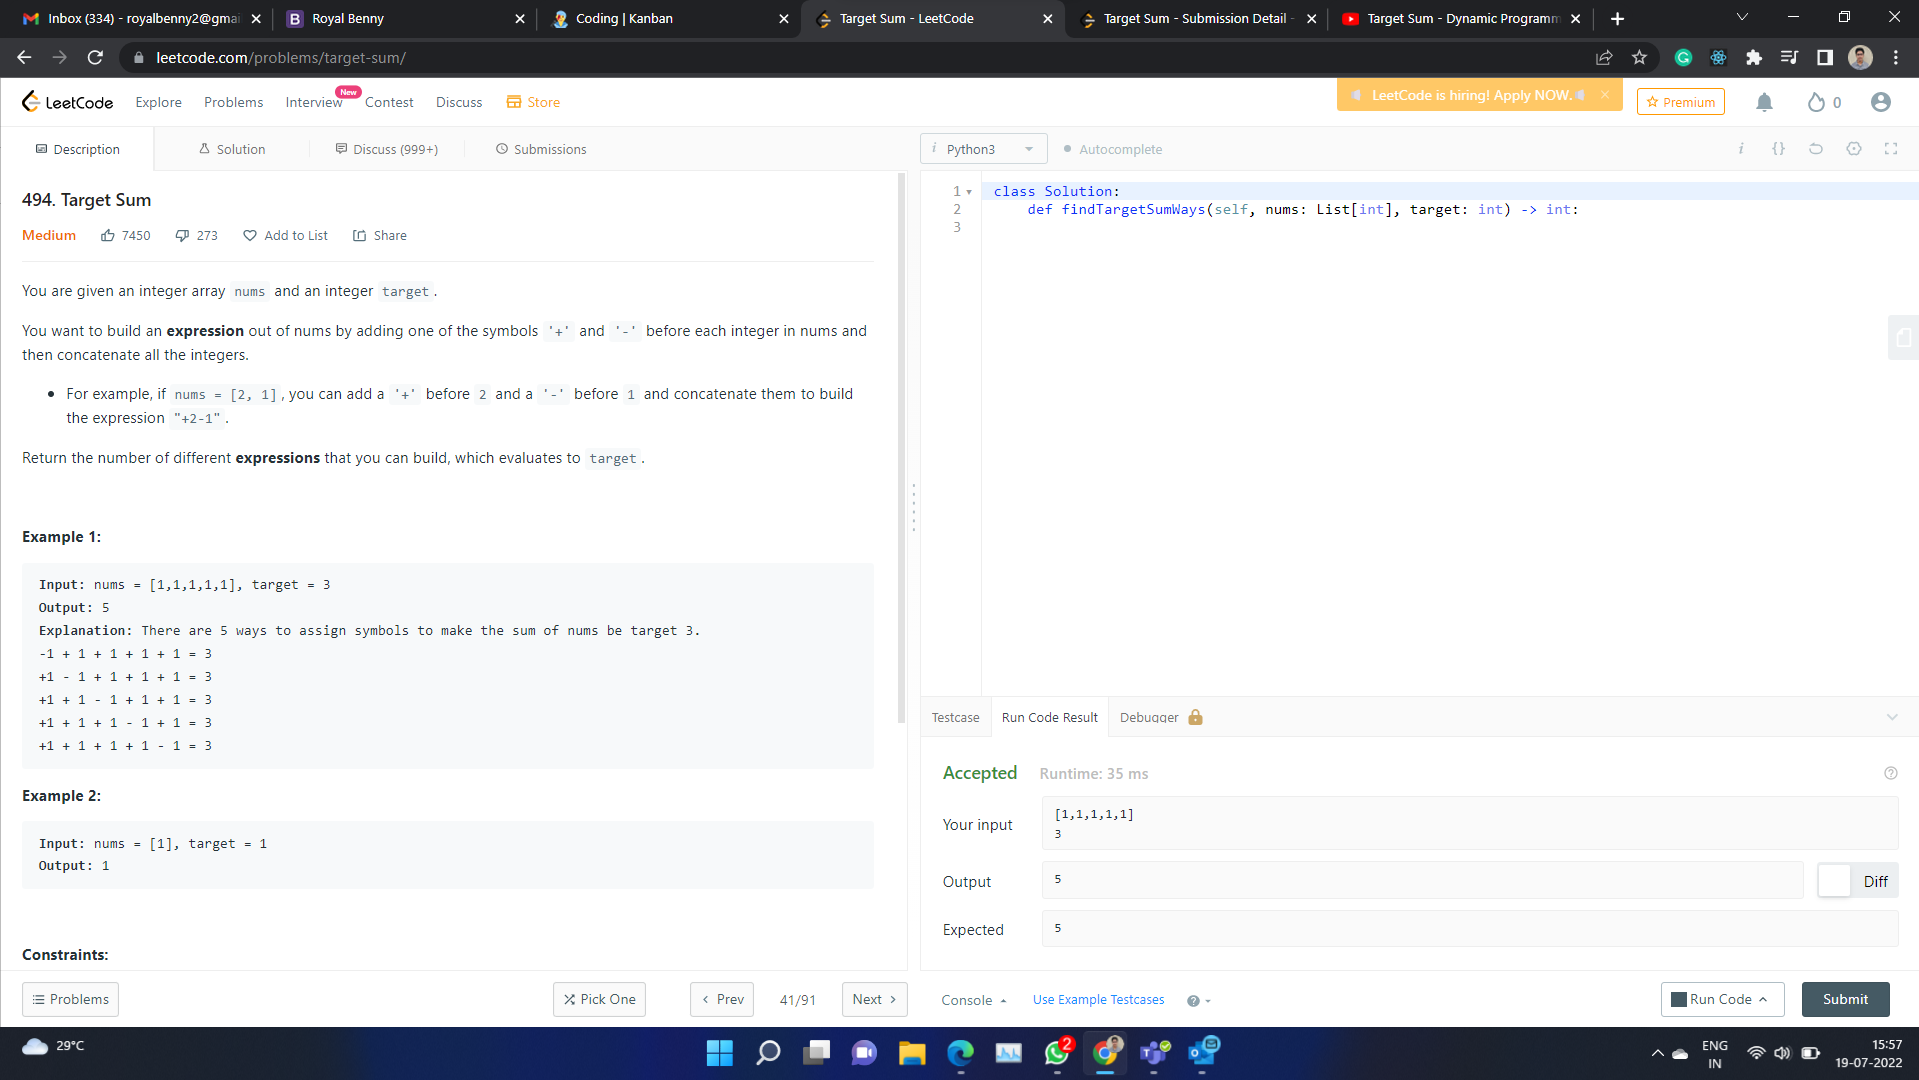 Inbox (334) - royalbenny2@gmai
Royal Benny
Coding | Kanban
Target Sum - LeetCode
Target Sum - Submission Detail -
Target Sum - Dynamic Programm
leetcode.com/problems/target-sum/
LeetCode
Explore
Problems
Interview
New
Contest
Discuss
Store
LeetCode is hiring! Apply NOW.
Premium
0
Description
Solution
Discuss (999+)
Submissions
Python3
Autocomplete
494. Target Sum
Medium
7450
273
Add to List
Share
You are given an integer array nums and an integer target.
You want to build an expression out of nums by adding one of the symbols '+' and '-' before each integer in nums and
then concatenate all the integers.
• For example, if nums = [2, 1], you can add a '+' before 2 and a '-' before 1 and concatenate them to build
the expression "+2-1".
Return the number of different expressions that you can build, which evaluates to target.
Example 1:
Input: nums = [1,1,1,1,1], target = 3
Output: 5
Explanation: There are 5 ways to assign symbols to make the sum of nums be target 3.
-1 + 1 + 1 + 1 + 1 = 3
+1 - 1 + 1 + 1 + 1 = 3
+1 + 1 - 1 + 1 + 1 = 3
+1 + 1 + 1 - 1 + 1 = 3
+1 + 1 + 1 + 1 - 1 = 3
Example 2:
Input: nums = [1], target = 1
Output: 1
Constraints:
1 class Solution:
2 def findTargetSumWays(self, nums: List[int], target: int) -> int:
3
Testcase
Run Code Result
Debugger
Accepted
Runtime: 35 ms
Your input
[1,1,1,1,1]
3
Output
5
Diff
Expected
5
Problems
Pick One
Prev
41/91
Next
Console
Use Example Testcases
Run Code
Submit
29°C
2
ENG
IN
15:57
19-07-2022